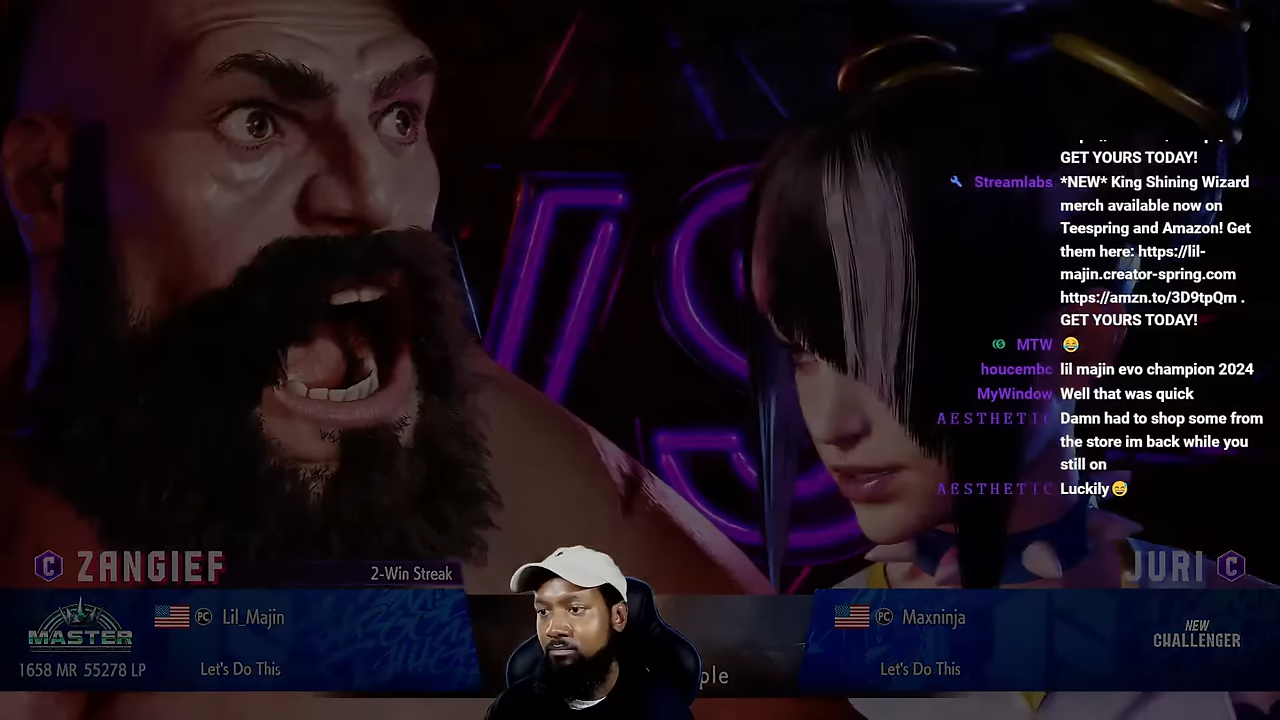 GET YOURS TODAY!
Streamlabs *NEW* King Shining Wizard
merch available now on
Teespring and Amazon! Get
them here: https://lil-
majin.creator-spring.com
https://amzn.to/3D9tpQm .
GET YOURS TODAY!
MTW 😂
houcembc lil majin evo champion 2024
MyWindow Well that was quick
AESTHETIC Damn had to shop some from
the store im back while you
still on
AESTHETIC Luckily😅
C ZANGIEF
2-Win Streak
JURI C
MASTER
PC Lil_Majin
1658 MR 55278 LP
Let's Do This
ple
PC Maxninja
Let's Do This
NEW
CHALLENGER